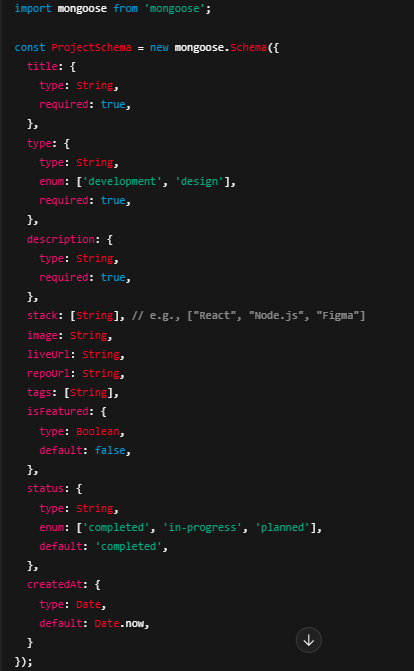 import mongoose from 'mongoose';
const ProjectSchema = new mongoose.Schema({
  title: {
    type: String,
    required: true,
  },
  type: {
    type: String,
    enum: ['development', 'design'],
    required: true,
  },
  description: {
    type: String,
    required: true,
  },
  stack: [String], // e.g., ["React", "Node.js", "Figma"]
  image: String,
  liveUrl: String,
  repoUrl: String,
  tags: [String],
  isFeatured: {
    type: Boolean,
    default: false,
  },
  status: {
    type: String,
    enum: ['completed', 'in-progress', 'planned'],
    default: 'completed',
  },
  createdAt: {
    type: Date,
    default: Date.now,
  }
});